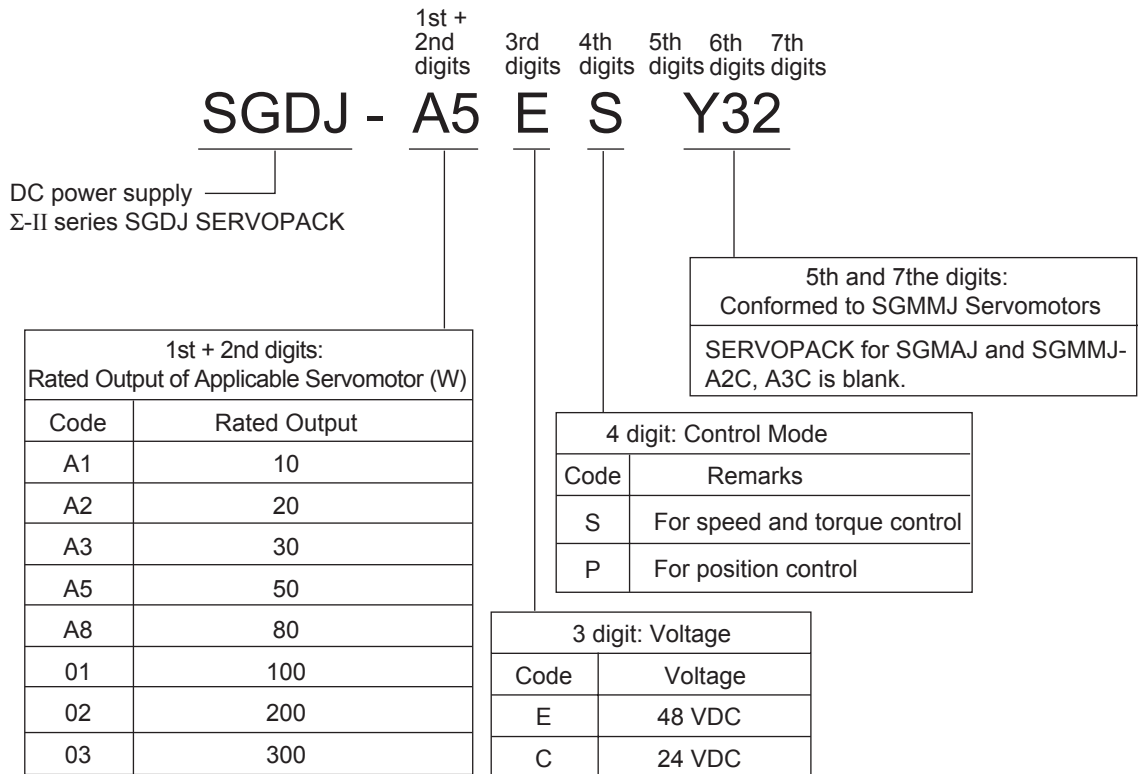 1st +
2nd
digits
3rd
digits
4th
digits
5th
digits
6th
digits
7th
digits
SGDJ - A5 E S Y32
DC power supply
Σ-II series SGDJ SERVOPACK
5th and 7the digits:
Conformed to SGMMJ Servomotors
SERVOPACK for SGMAJ and SGMMJ-
A2C, A3C is blank.
1st + 2nd digits:
Rated Output of Applicable Servomotor (W)
Code Rated Output
A1 10
A2 20
A3 30
A5 50
A8 80
01 100
02 200
03 300
4 digit: Control Mode
Code Remarks
S For speed and torque control
P For position control
3 digit: Voltage
Code Voltage
E 48 VDC
C 24 VDC